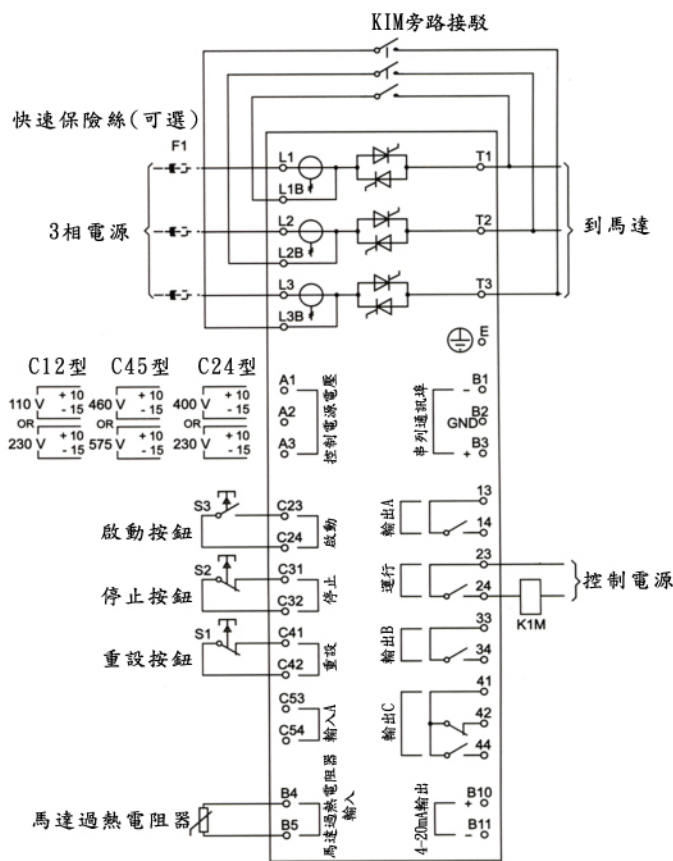 KIM旁路接駁
快速保險絲(可選)
F1
L1
T1
L1B
3相電源
L2
T2
到馬達
L2B
L3
T3
L3B
E
C12型 C45型 C24型
110 V + 10 - 15
460 V + 10 - 15
400 V + 10 - 15
OR
OR
OR
230 V + 10 - 15
575 V + 10 - 15
230 V + 10 - 15
A1
A2
A3
控制電源電壓
串列通訊埠
- B1
GND B2
+ B3
啟動按鈕
S3
C23
C24
啟動
輸出A
13
14
停止按鈕
S2
C31
C32
停止
運行
23
24
K1M
控制電源
重設按鈕
S1
C41
C42
重設
輸出B
33
34
C53
C54
輸入A
輸出C
41
42
44
馬達過熱電阻器
B4
B5
馬達過熱電阻器
輸入
4-20mA輸出
+ B10
- B11